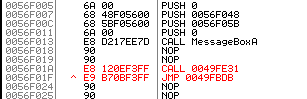 0056F005 6A 00 PUSH 0
0056F007 68 48F05600 PUSH 0056F048
0056F00C 68 5BF05600 PUSH 0056F05B
0056F011 6A 00 PUSH 0
0056F013 E8 D217EE7D CALL MessageBoxA
0056F018 90 NOP
0056F019 90 NOP
0056F01A E8 120EF3FF CALL 0049FE31
0056F01F ^ E9 B70BF3FF JMP 0049FBDB
0056F024 90 NOP
0056F025 90 NOP